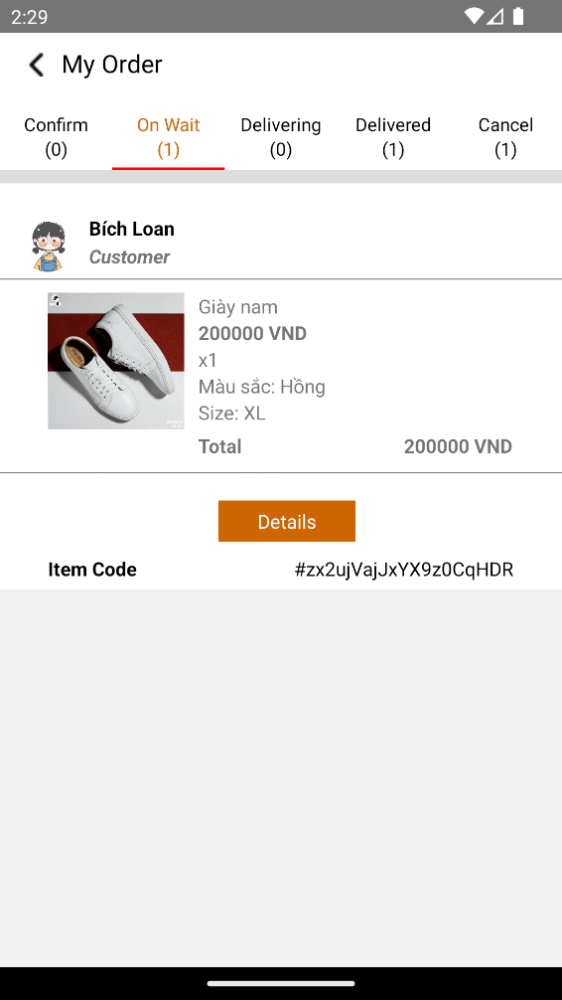 2:29
My Order
Confirm
(0)
On Wait
(1)
Delivering
(0)
Delivered
(1)
Cancel
(1)
Bích Loan
Customer
Giày nam
200000 VND
x1
Màu sắc: Hồng
Size: XL
Total 200000 VND
Details
Item Code #zx2ujVajJxYX9z0CqHDR